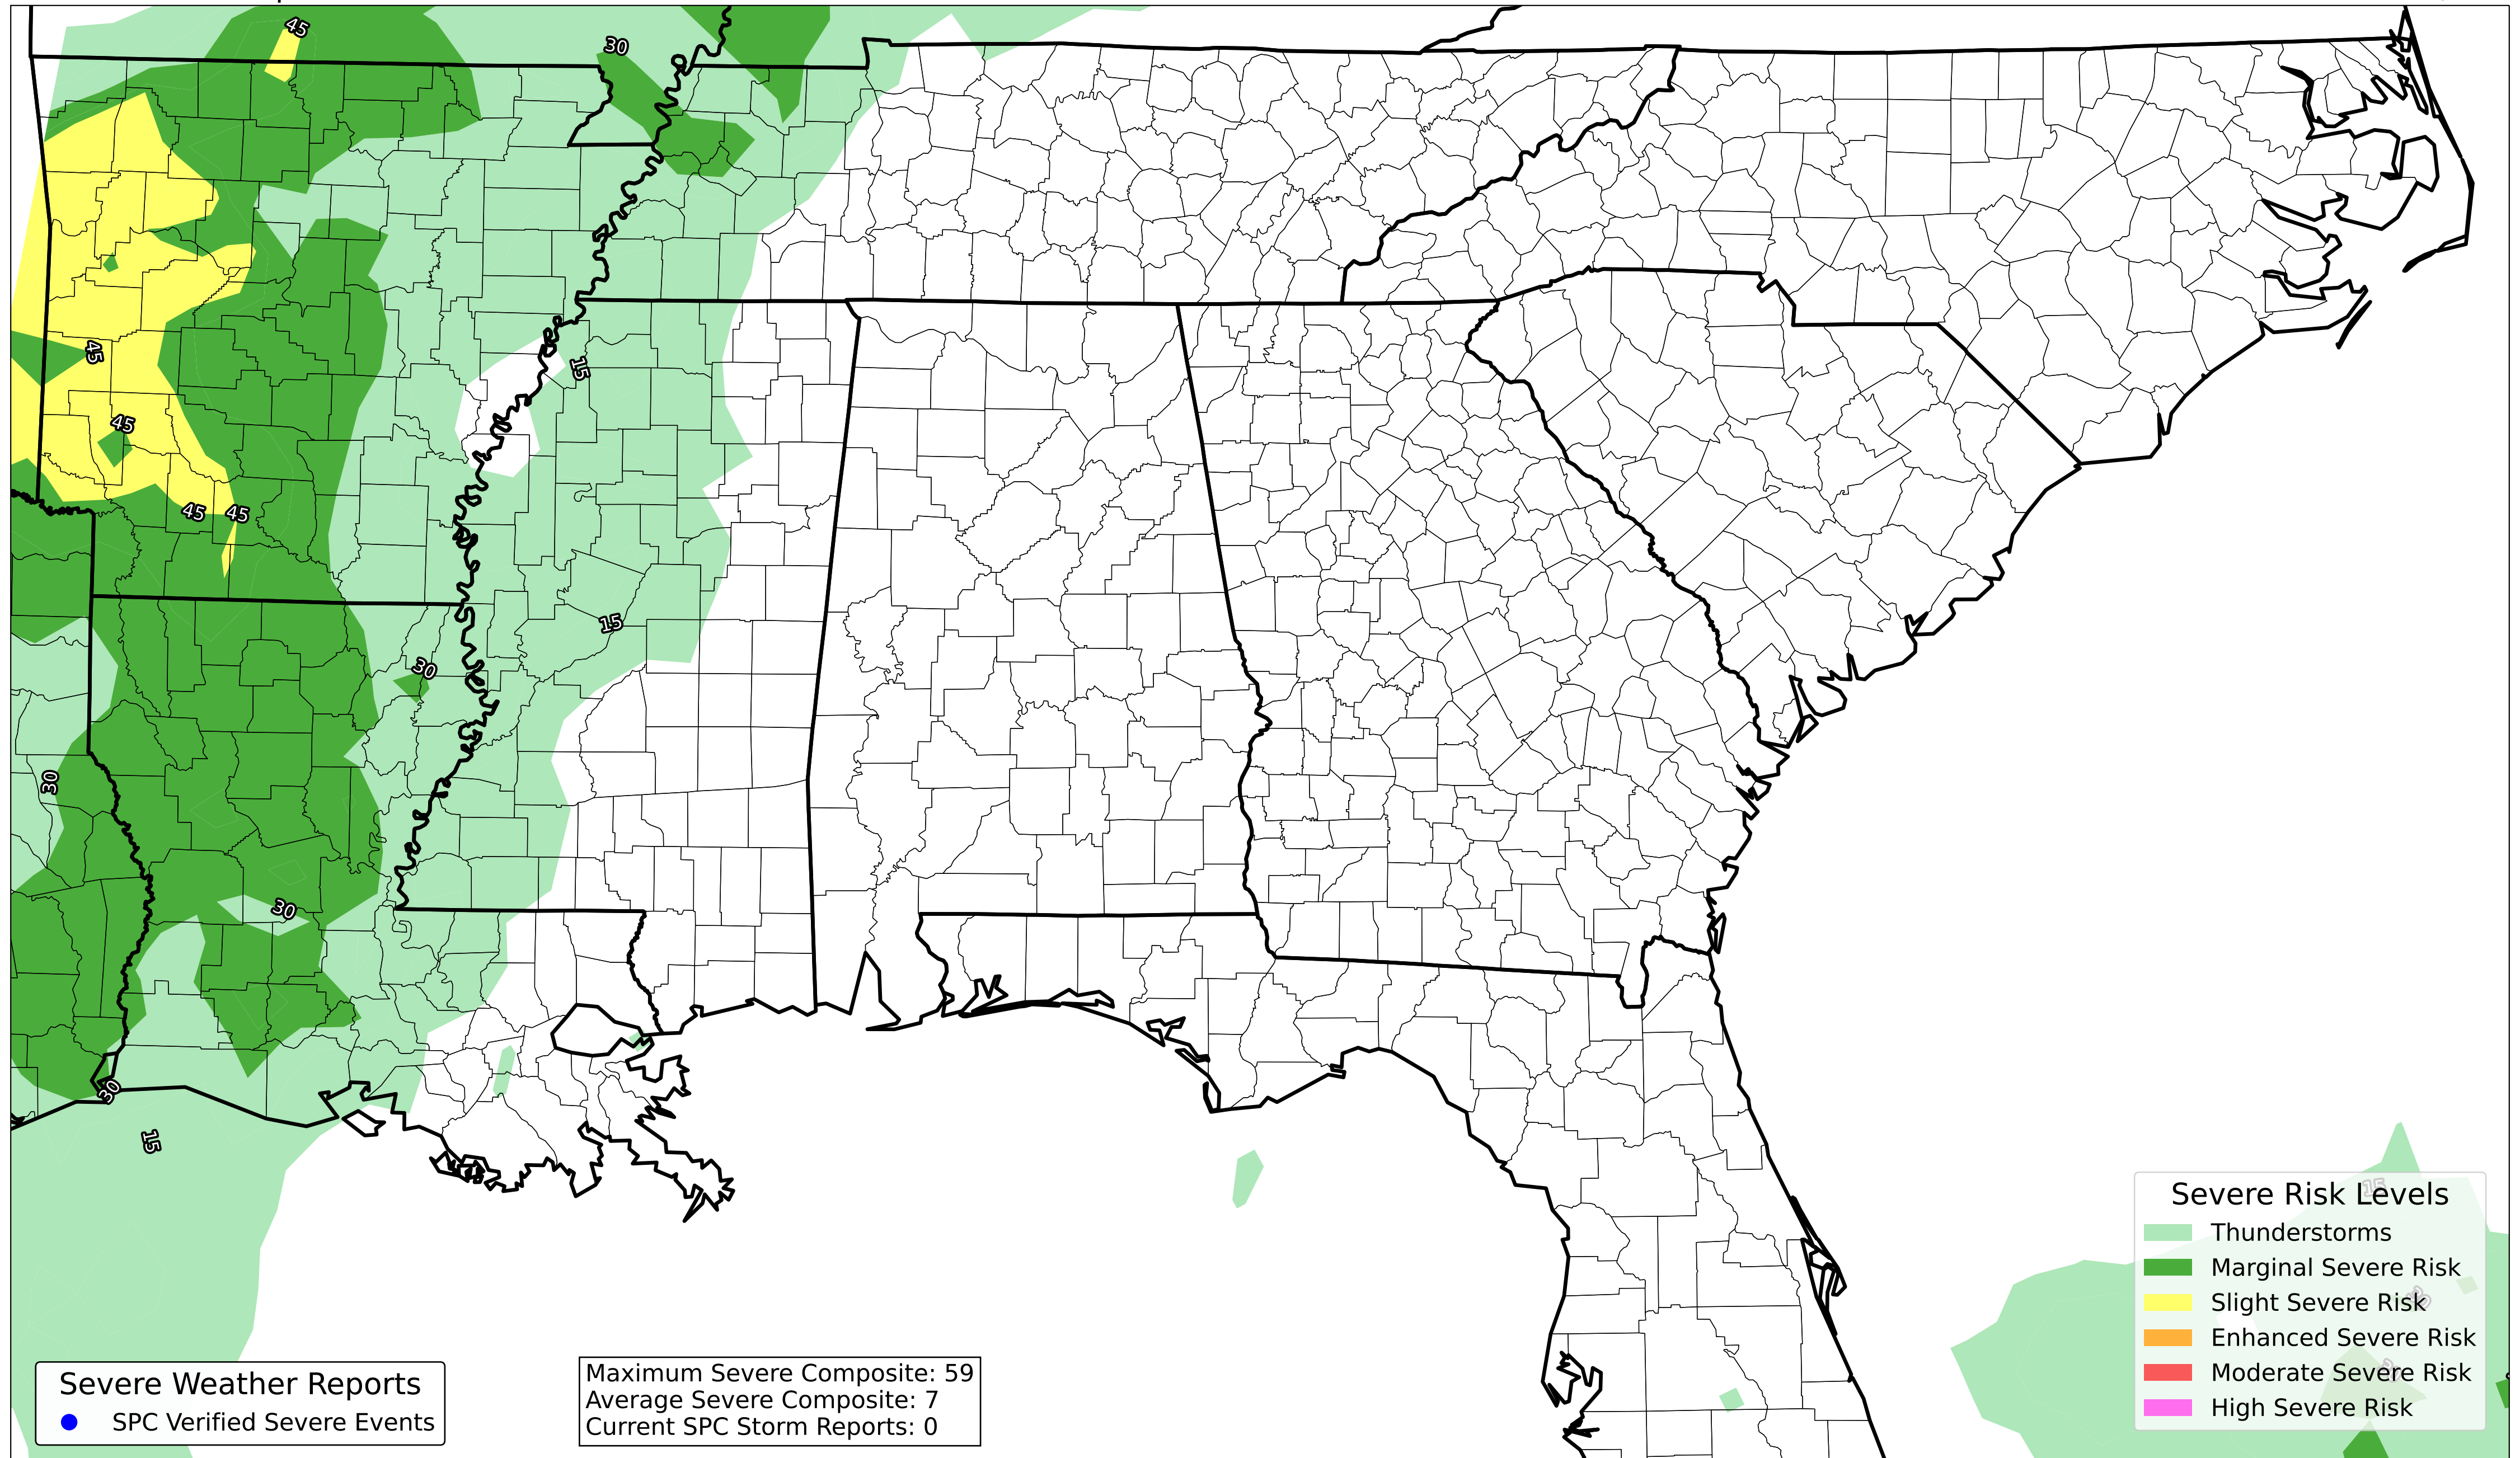 45
30
45
15
45
45
45
15
30
30
30
30
15
15
Severe Risk Levels
Thunderstorms
Marginal Severe Risk
Slight Severe Risk
Enhanced Severe Risk
Moderate Severe Risk
High Severe Risk
Severe Weather Reports
SPC Verified Severe Events
Maximum Severe Composite: 59
Average Severe Composite: 7
Current SPC Storm Reports: 0